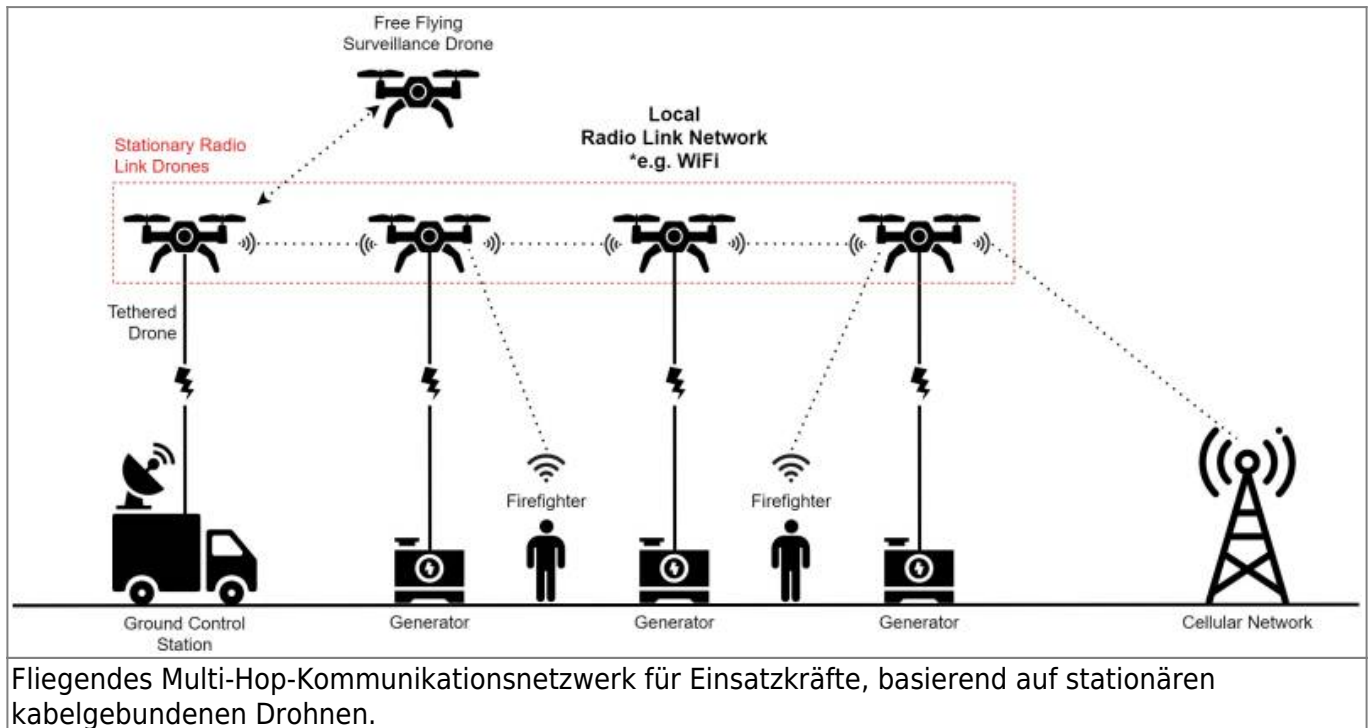 Free Flying
Surveillance Drone
Local
Radio Link Network
*e.g. WiFi
Stationary Radio
Link Drones
Tethered
Drone
Firefighter
Firefighter
Ground Control
Station
Generator
Generator
Generator
Cellular Network
Fliegendes Multi-Hop-Kommunikationsnetzwerk für Einsatzkräfte, basierend auf stationären
kabelgebundenen Drohnen.